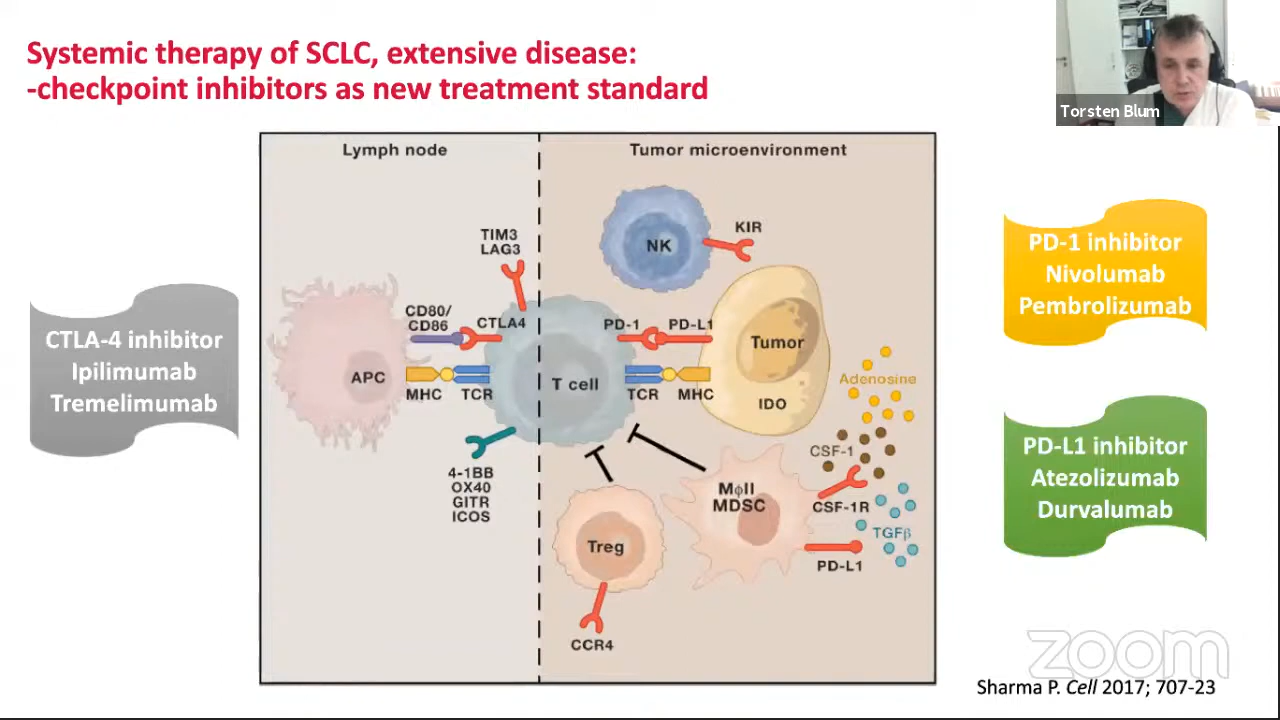 Systemic therapy of SCLC, extensive disease:
-checkpoint inhibitors as new treatment standard
Torsten Blum
Lymph node
Tumor microenvironment
TIM3
LAG3
CD80/
CD86
CTLA4
APC
MHC
TCR
T cell
4-1BB
OX40
GITR
ICOS
NK
KIR
PD-1
PD-L1
TCR
MHC
Tumor
IDO
Adenosine
CSF-1
MϕII
MDSC
CSF-1R
TGFβ
PD-L1
Treg
CCR4
CTLA-4 inhibitor
Ipilimumab
Tremelimumab
PD-1 inhibitor
Nivolumab
Pembrolizumab
PD-L1 inhibitor
Atezolizumab
Durvalumab
zoom
Sharma P. Cell 2017; 707-23